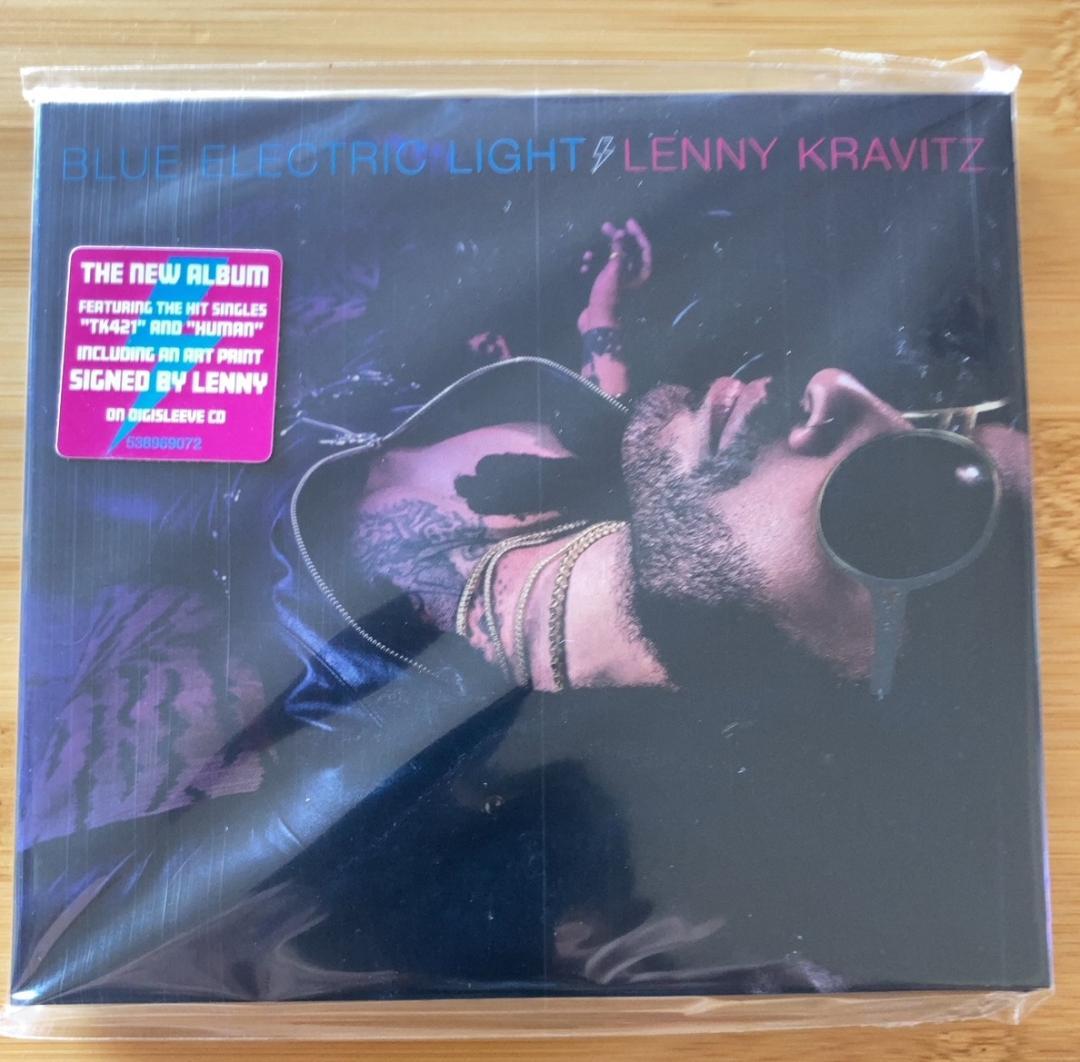 BLUE ELECTRIC LIGHT LENNY KRAVITZ
THE NEW ALBUM
FEATURING THE HIT SINGLES
"TK421" AND "HUMAN"
INCLUDING AN ART PRINT
SIGNED BY LENNY
ON DIGISLEEVE CD
538969072